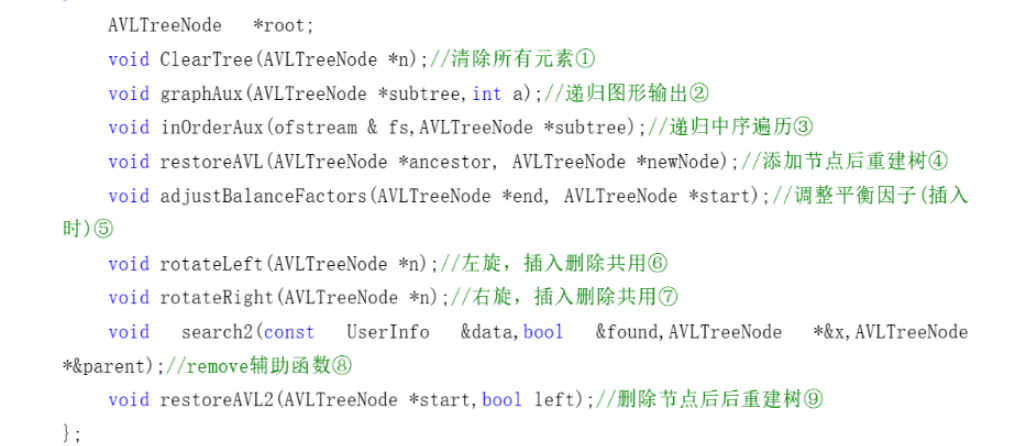 AVLTreeNode *root;
void ClearTree(AVLTreeNode *n);//清除所有元素①
void graphAux(AVLTreeNode *subtree,int a);//递归图形输出②
void inOrderAux(ofstream & fs,AVLTreeNode *subtree);//递归中序遍历③
void restoreAVL(AVLTreeNode *ancestor, AVLTreeNode *newNode);//添加节点后重建树④
void adjustBalanceFactors(AVLTreeNode *end, AVLTreeNode *start);//调整平衡因子(插入
时)⑤
void rotateLeft(AVLTreeNode *n);//左旋，插入删除共用⑥
void rotateRight(AVLTreeNode *n);//右旋，插入删除共用⑦
void search2(const UserInfo &data,bool &found,AVLTreeNode *&x,AVLTreeNode
*&parent);//remove辅助函数⑧
void restoreAVL2(AVLTreeNode *start,bool left);//删除节点后后重建树⑨
};